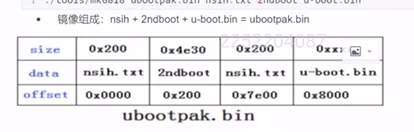 ./tools/mk6818 ubootpak.bin nsih.txt 2ndboot u-boot.bin
• 镜像组成：nsih + 2ndboot + u-boot.bin = ubootpak.bin
size 0x200 0x4e30 0x200 0xx
data nsih.txt 2ndboot nsih.txt u-boot.bin
offset 0x0000 0x200 0x7e00 0x8000
ubootpak.bin